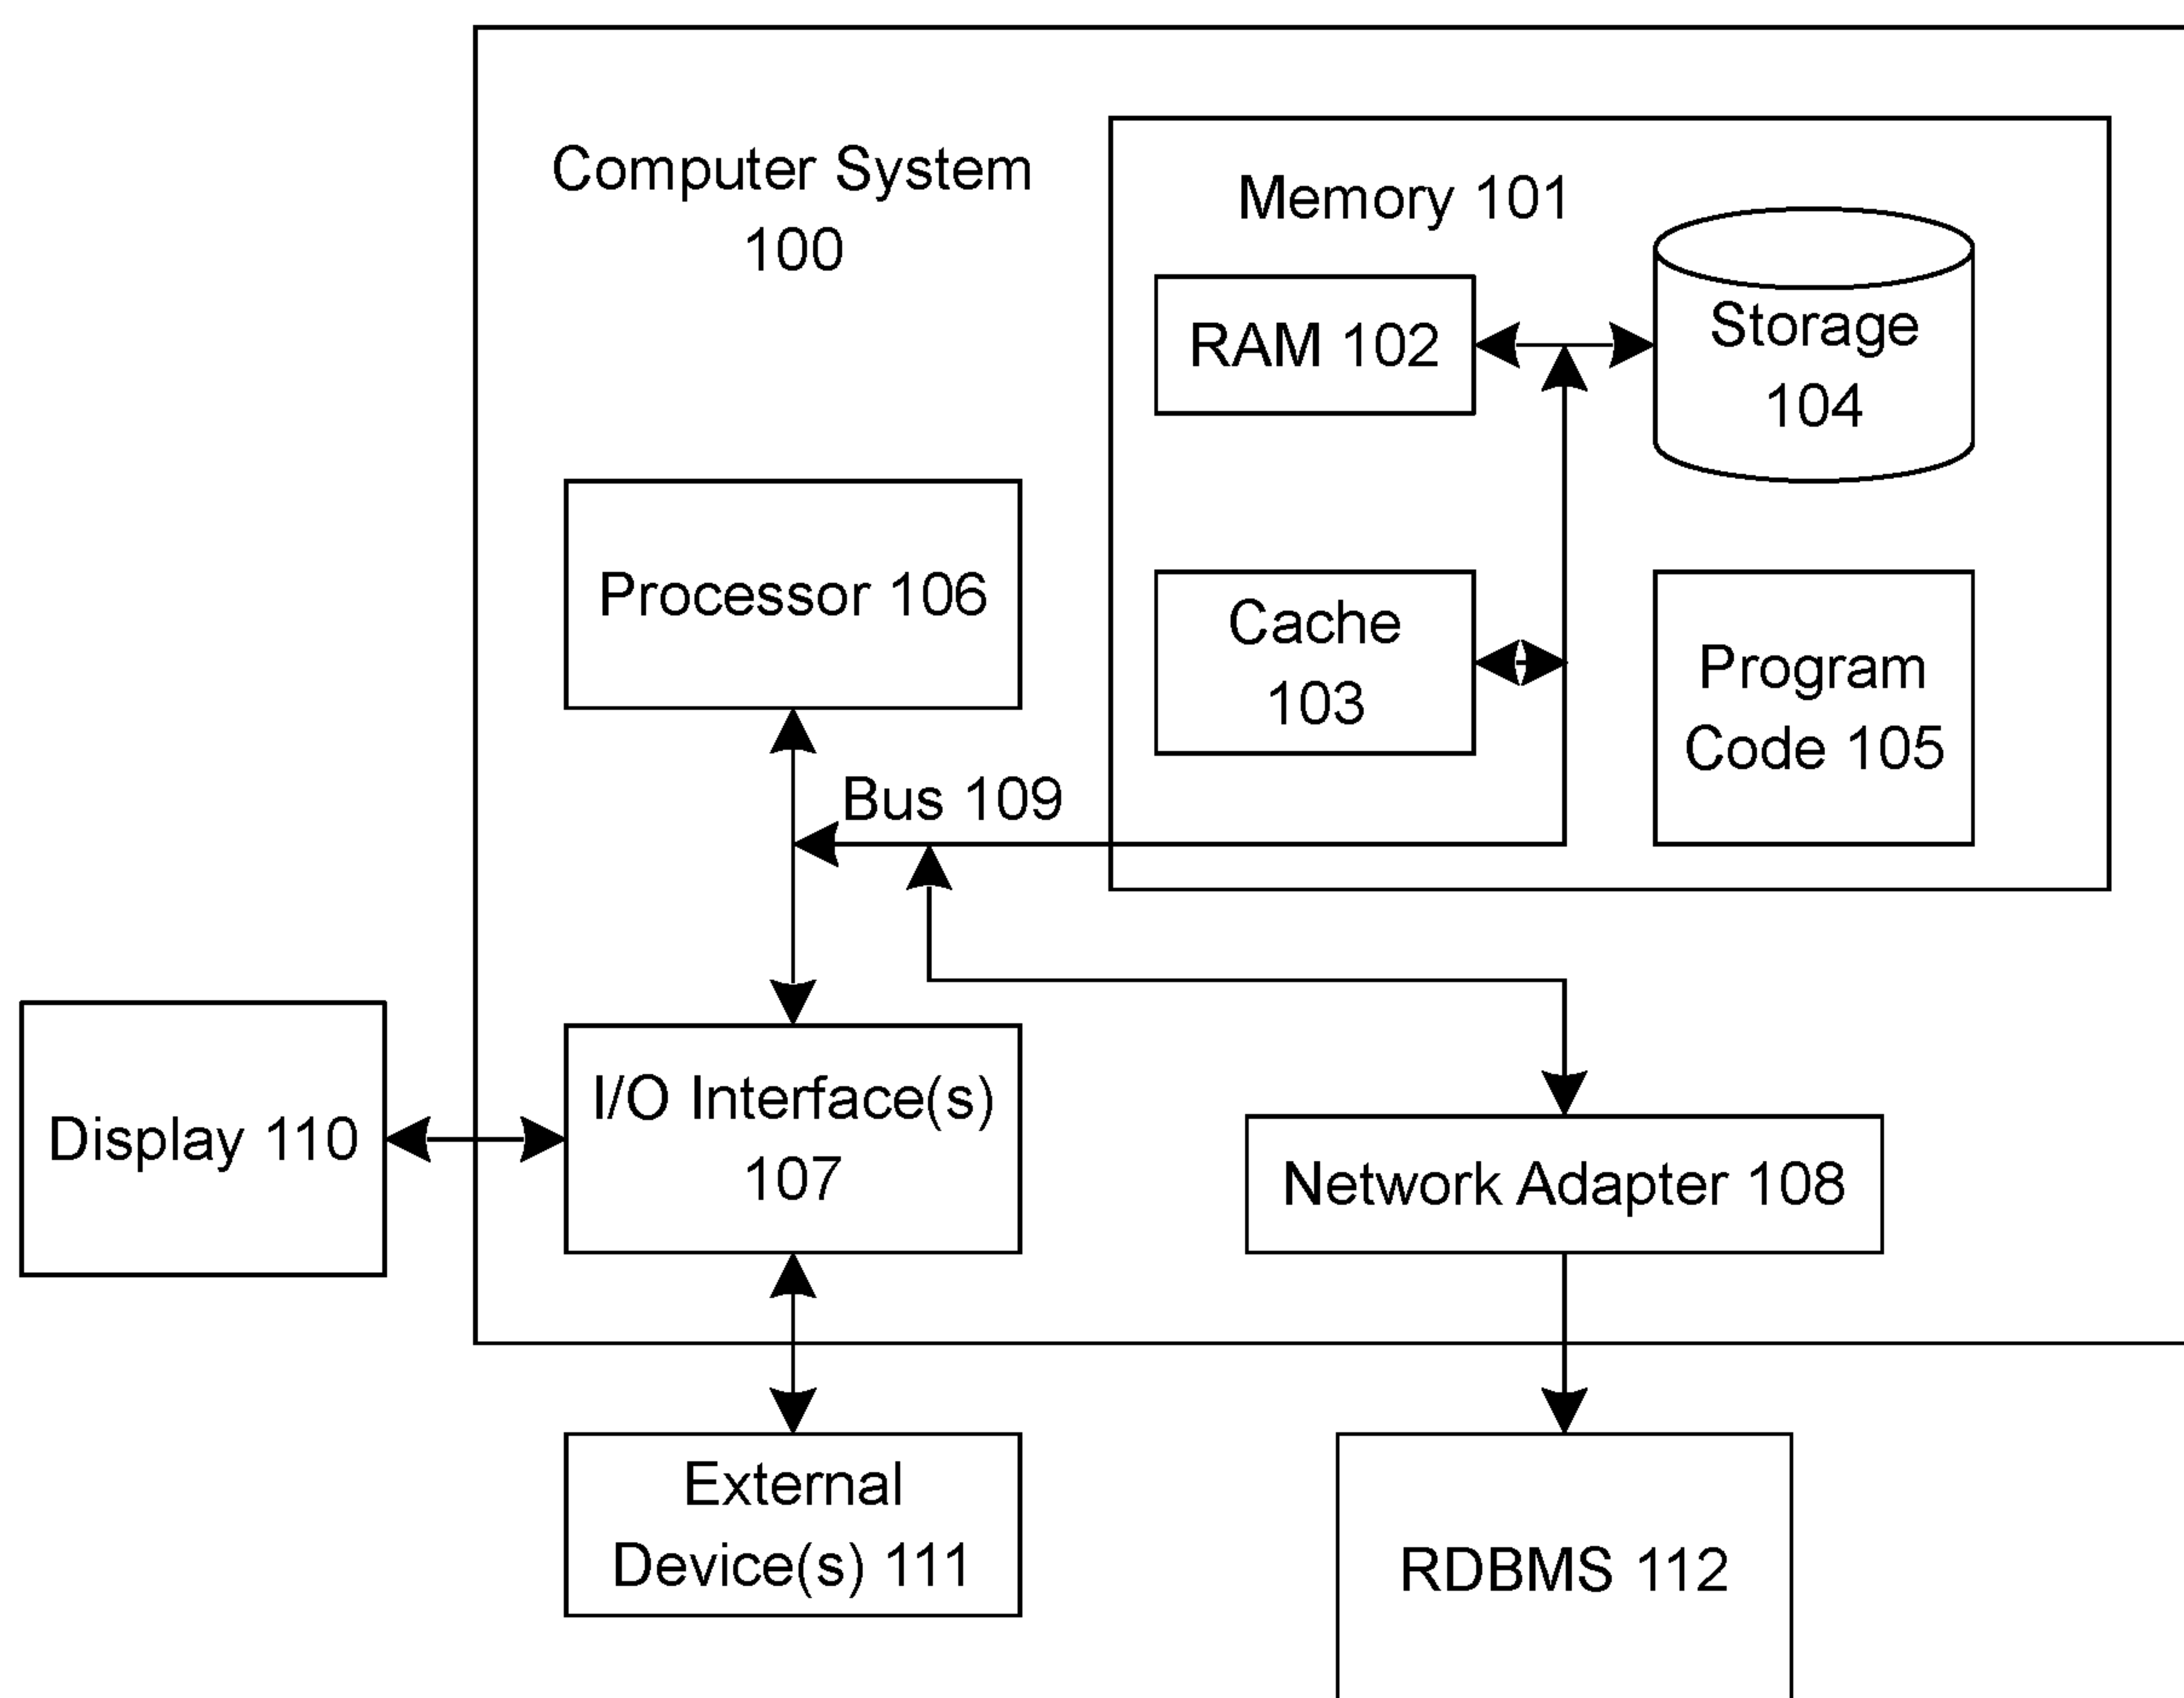 Computer System
100
Memory 101
RAM 102
Storage
104
Processor 106
Cache
103
Program
Code 105
Bus 109
Display 110
I/O Interface(s)
107
Network Adapter 108
External
Device(s) 111
RDBMS 112